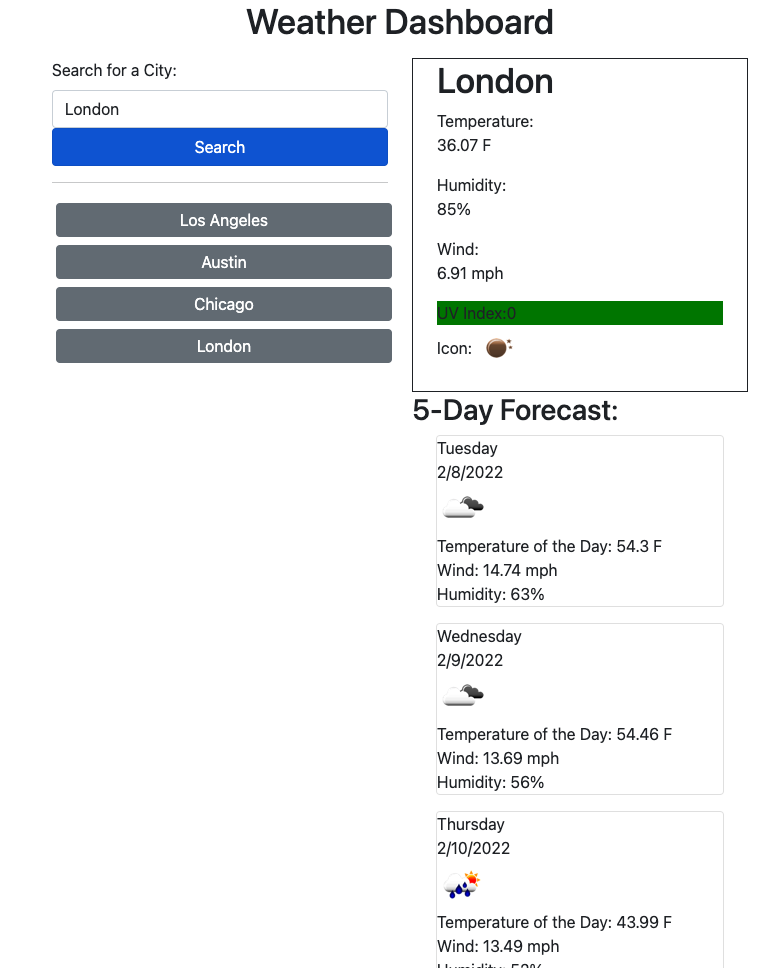 Weather Dashboard
Search for a City:
London
Search
Los Angeles
Austin
Chicago
London
London
Temperature:
36.07 F
Humidity:
85%
Wind:
6.91 mph
UV Index:0
Icon:
5-Day Forecast:
Tuesday
2/8/2022
Temperature of the Day: 54.3 F
Wind: 14.74 mph
Humidity: 63%
Wednesday
2/9/2022
Temperature of the Day: 54.46 F
Wind: 13.69 mph
Humidity: 56%
Thursday
2/10/2022
Temperature of the Day: 43.99 F
Wind: 13.49 mph